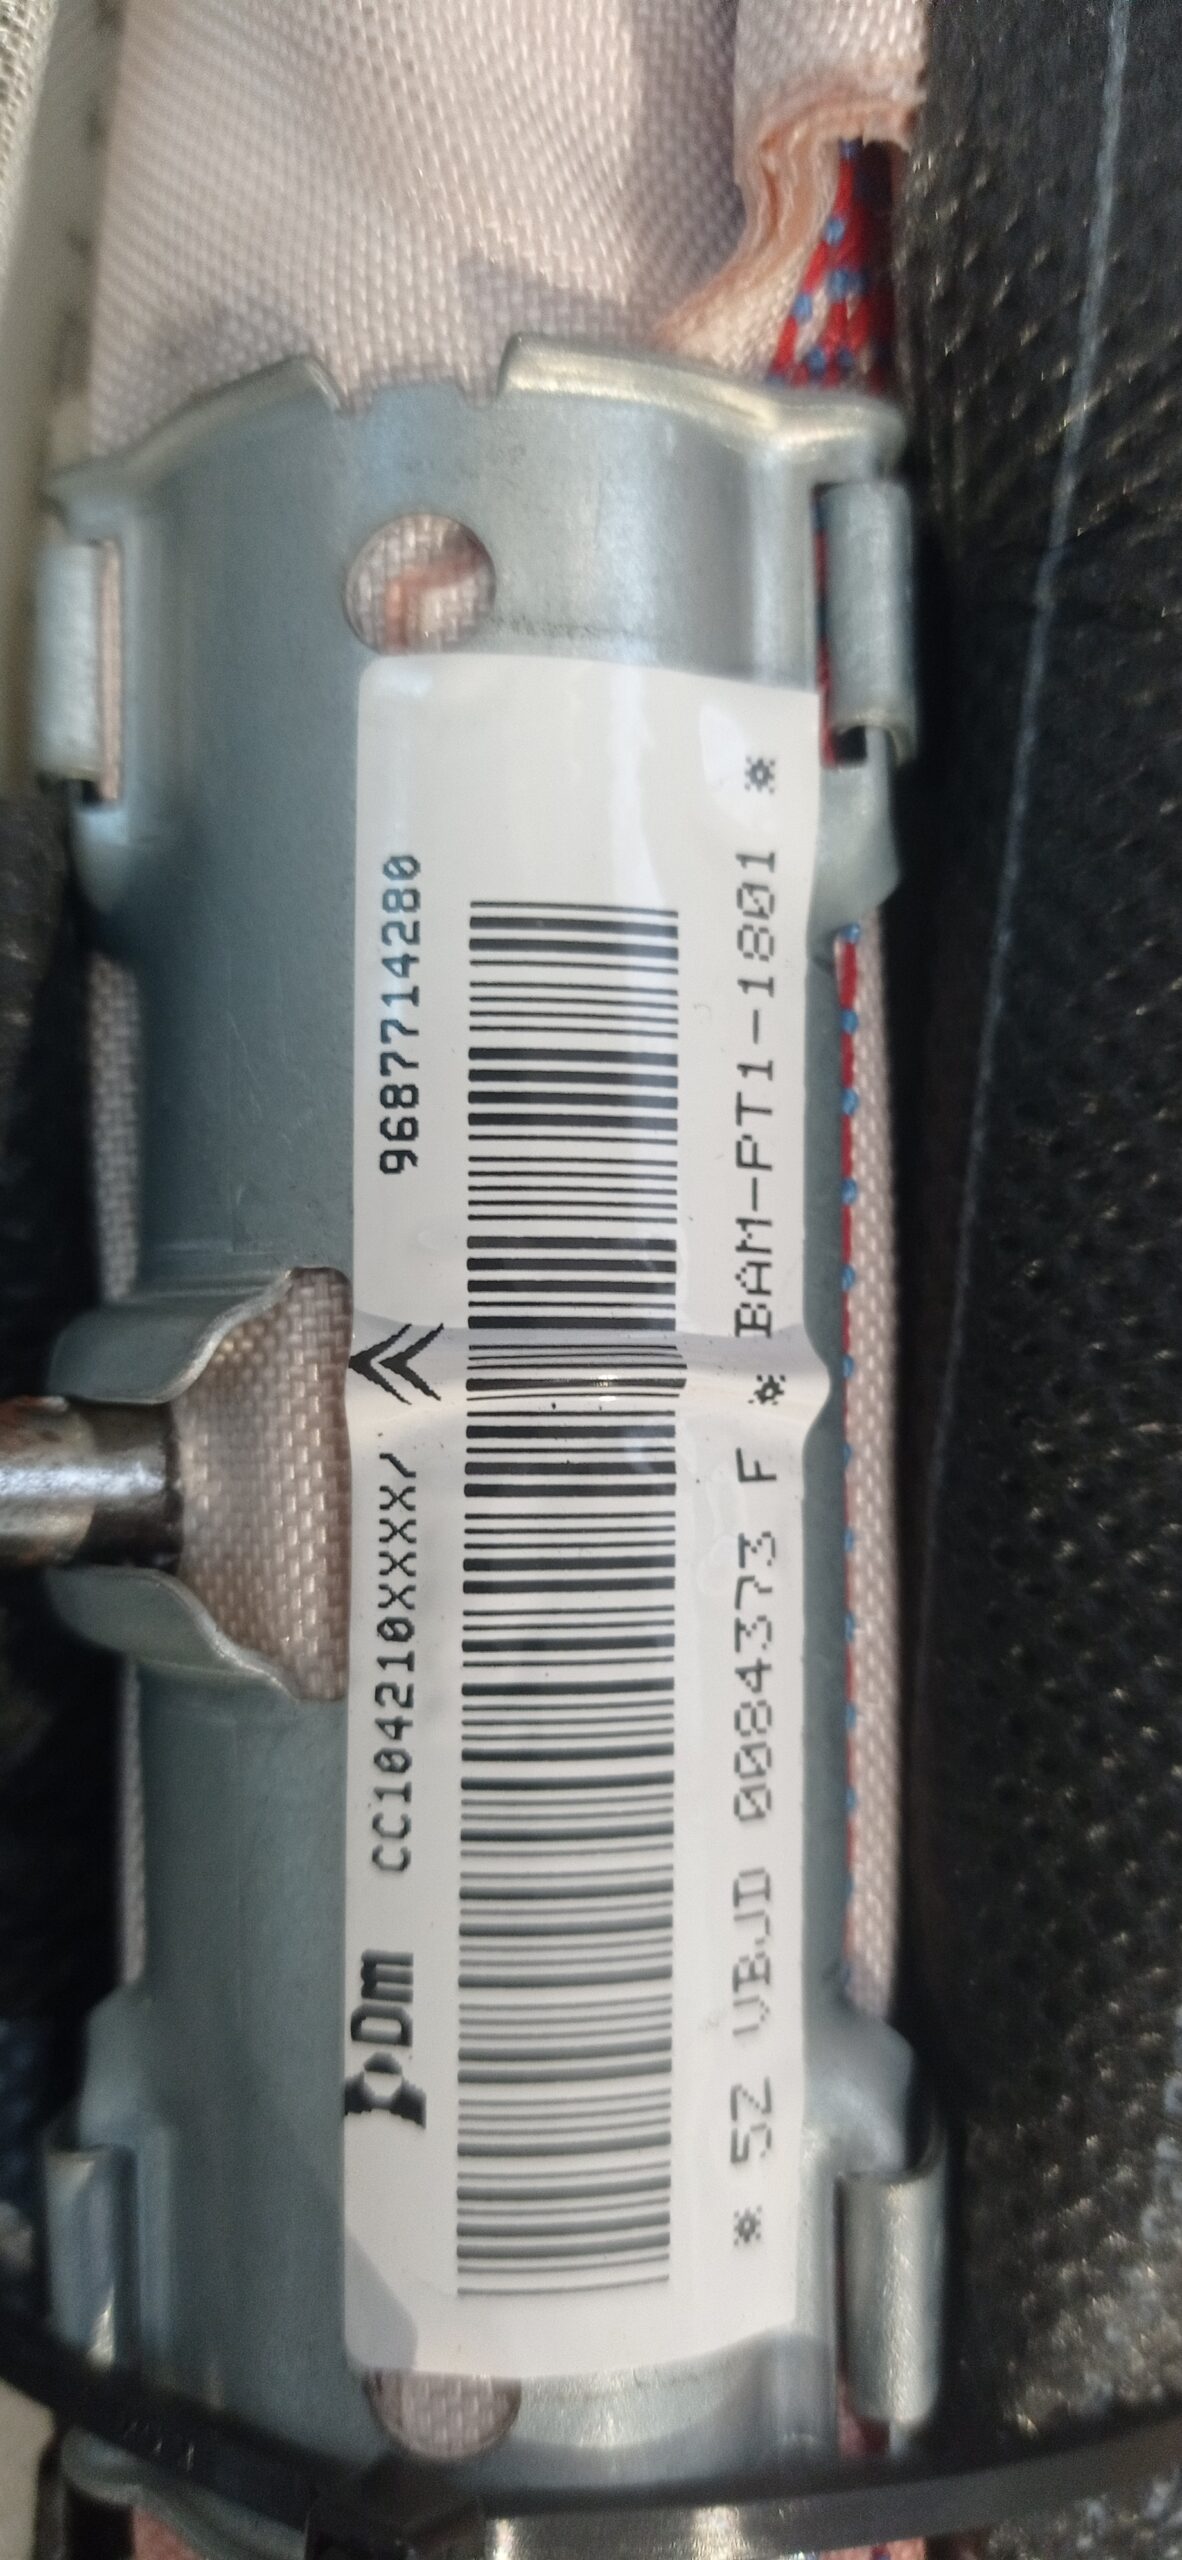 Dm CC104210XXXX/ 9687714280
* 5Z VBJD 0084373 F * BAM-PT1-1801 *